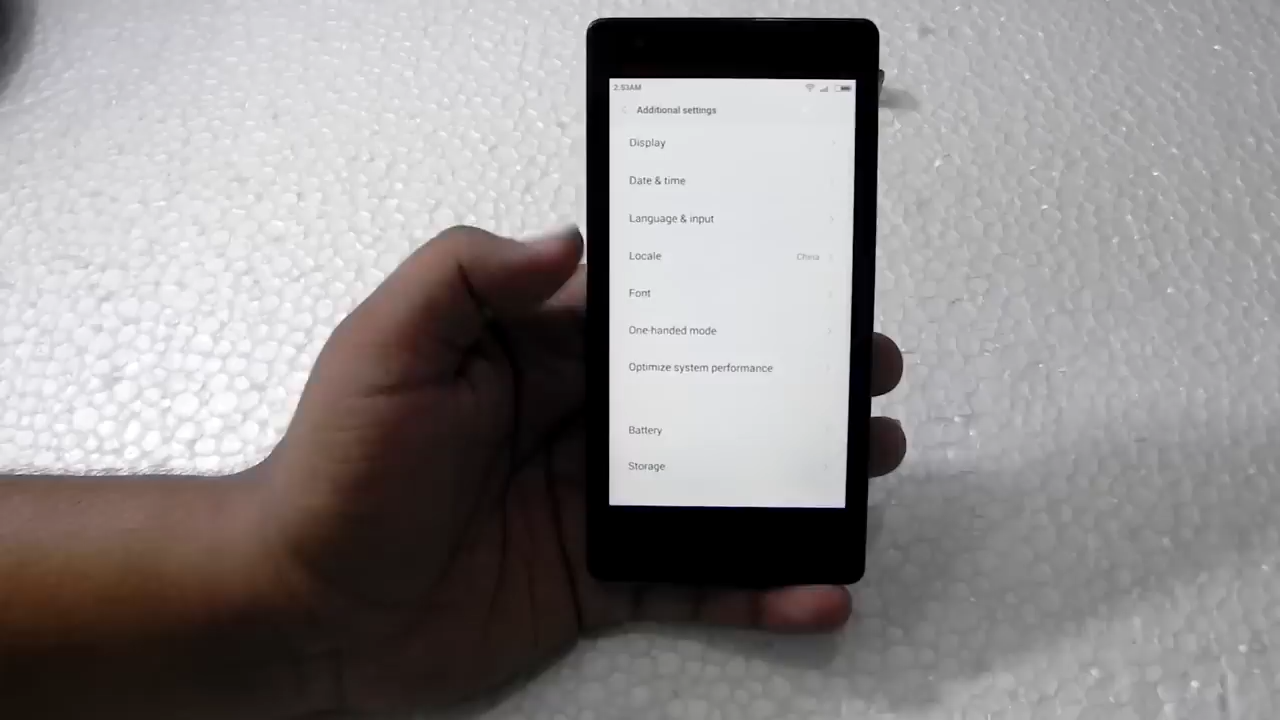 2:53AM
Additional settings
Display
Date & time
Language & input
Locale China
Font
One-handed mode
Optimize system performance
Battery
Storage